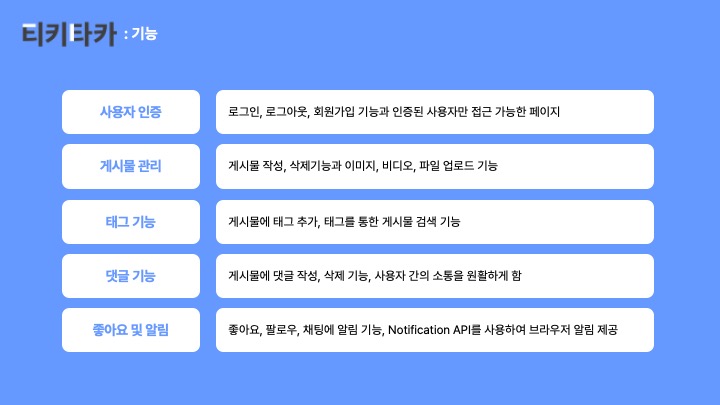 티키타카 : 기능
사용자 인증
로그인, 로그아웃, 회원가입 기능과 인증된 사용자만 접근 가능한 페이지
게시물 관리
게시물 작성, 삭제기능과 이미지, 비디오, 파일 업로드 기능
태그 기능
게시물에 태그 추가, 태그를 통한 게시물 검색 기능
댓글 기능
게시물에 댓글 작성, 삭제 기능, 사용자 간의 소통을 원활하게 함
좋아요 및 알림
좋아요, 팔로우, 채팅에 알림 기능, Notification API를 사용하여 브라우저 알림 제공